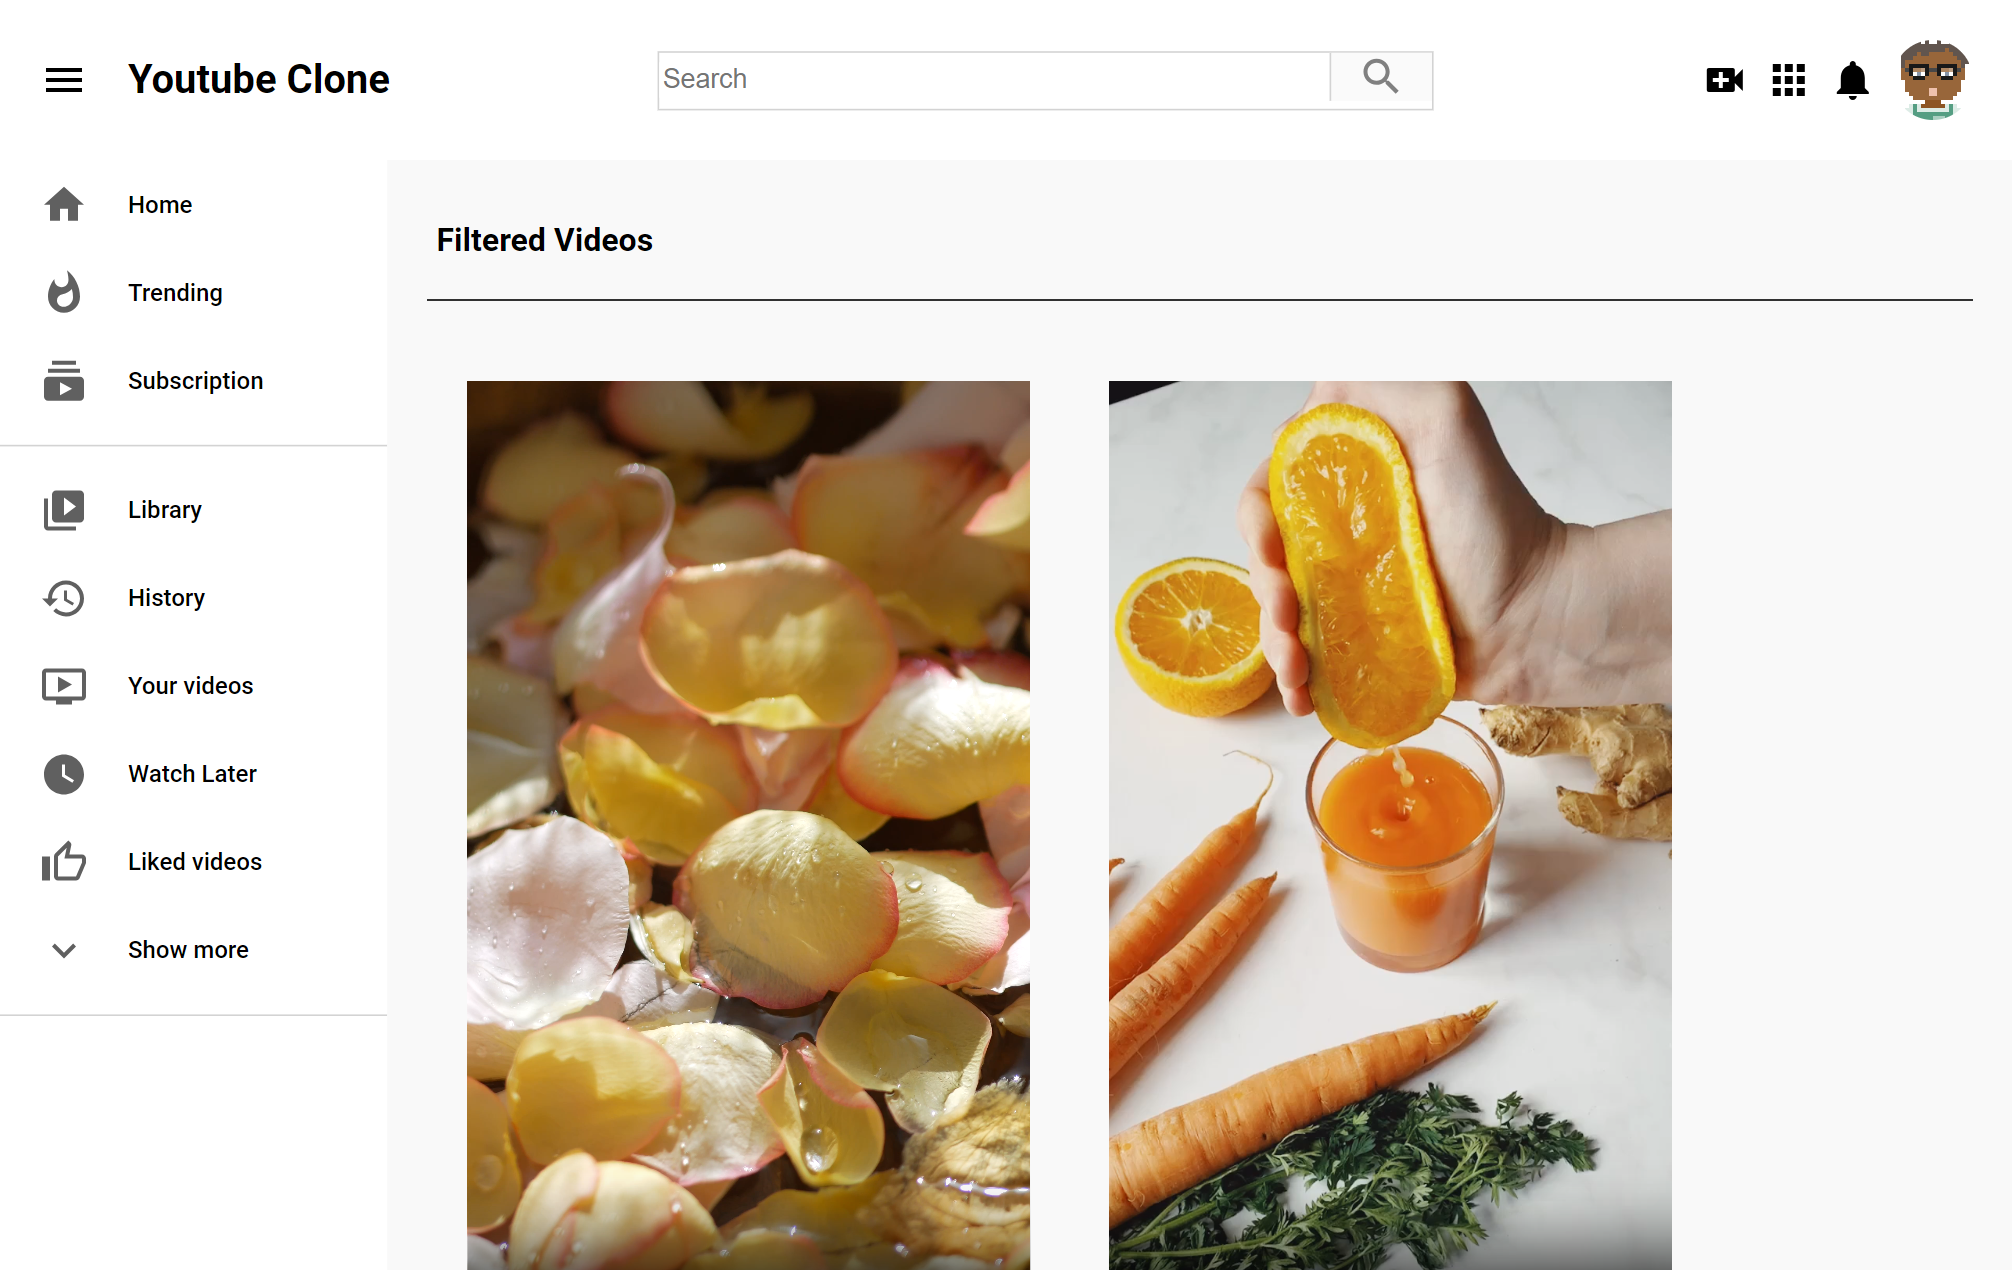 Youtube Clone
Search
Home
Trending
Subscription
Library
History
Your videos
Watch Later
Liked videos
Show more
Filtered Videos